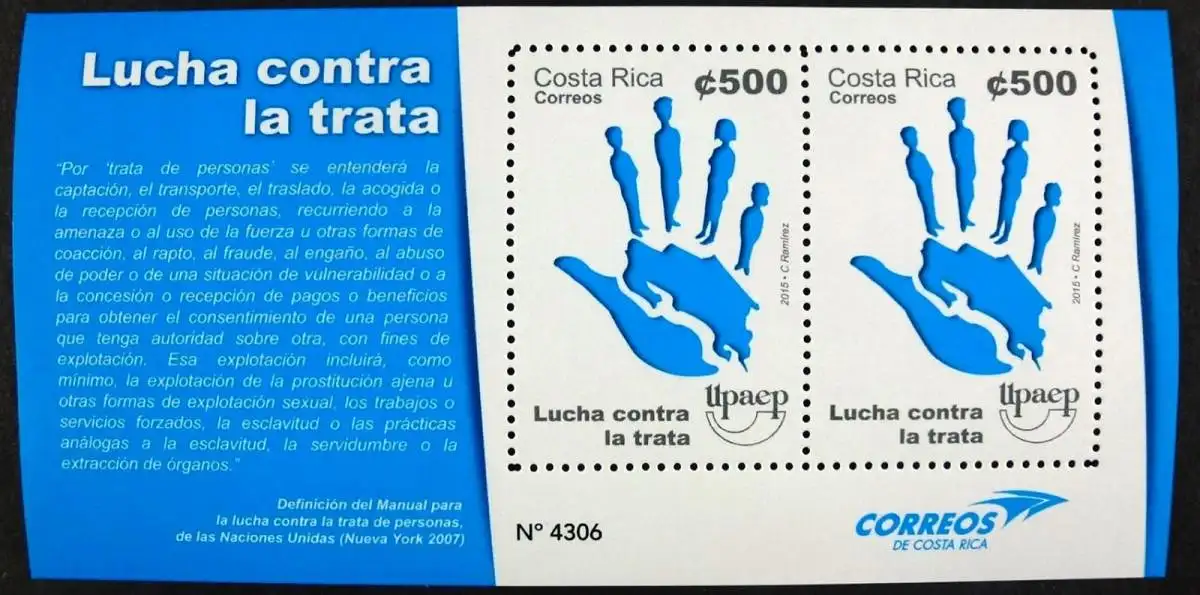 Lucha contra
la trata
"Por 'trata de personas' se entenderá la
captación, el transporte, el traslado, la acogida o
la recepción de personas, recurriendo a la
amenaza o al uso de la fuerza u otras formas de
coacción, al rapto, al fraude, al engaño, al abuso
de poder o de una situación de vulnerabilidad o a
la concesión o recepción de pagos o beneficios
para obtener el consentimiento de una persona
que tenga autoridad sobre otra, con fines de
explotación. Esa explotación incluirá, como
mínimo, la explotación de la prostitución ajena u
otras formas de explotación sexual, los trabajos o
servicios forzados, la esclavitud o las prácticas
análogas a la esclavitud, la servidumbre o la
extracción de órganos."
Definición del Manual para
la lucha contra la trata de personas,
de las Naciones Unidas (Nueva York 2007)
Costa Rica ¢500
Correos
2015 • C Ramírez
upaep
Lucha contra
la trata
Costa Rica ¢500
Correos
2015 • C Ramírez
upaep
Lucha contra
la trata
Nº 4306
CORREOS
DE COSTA RICA